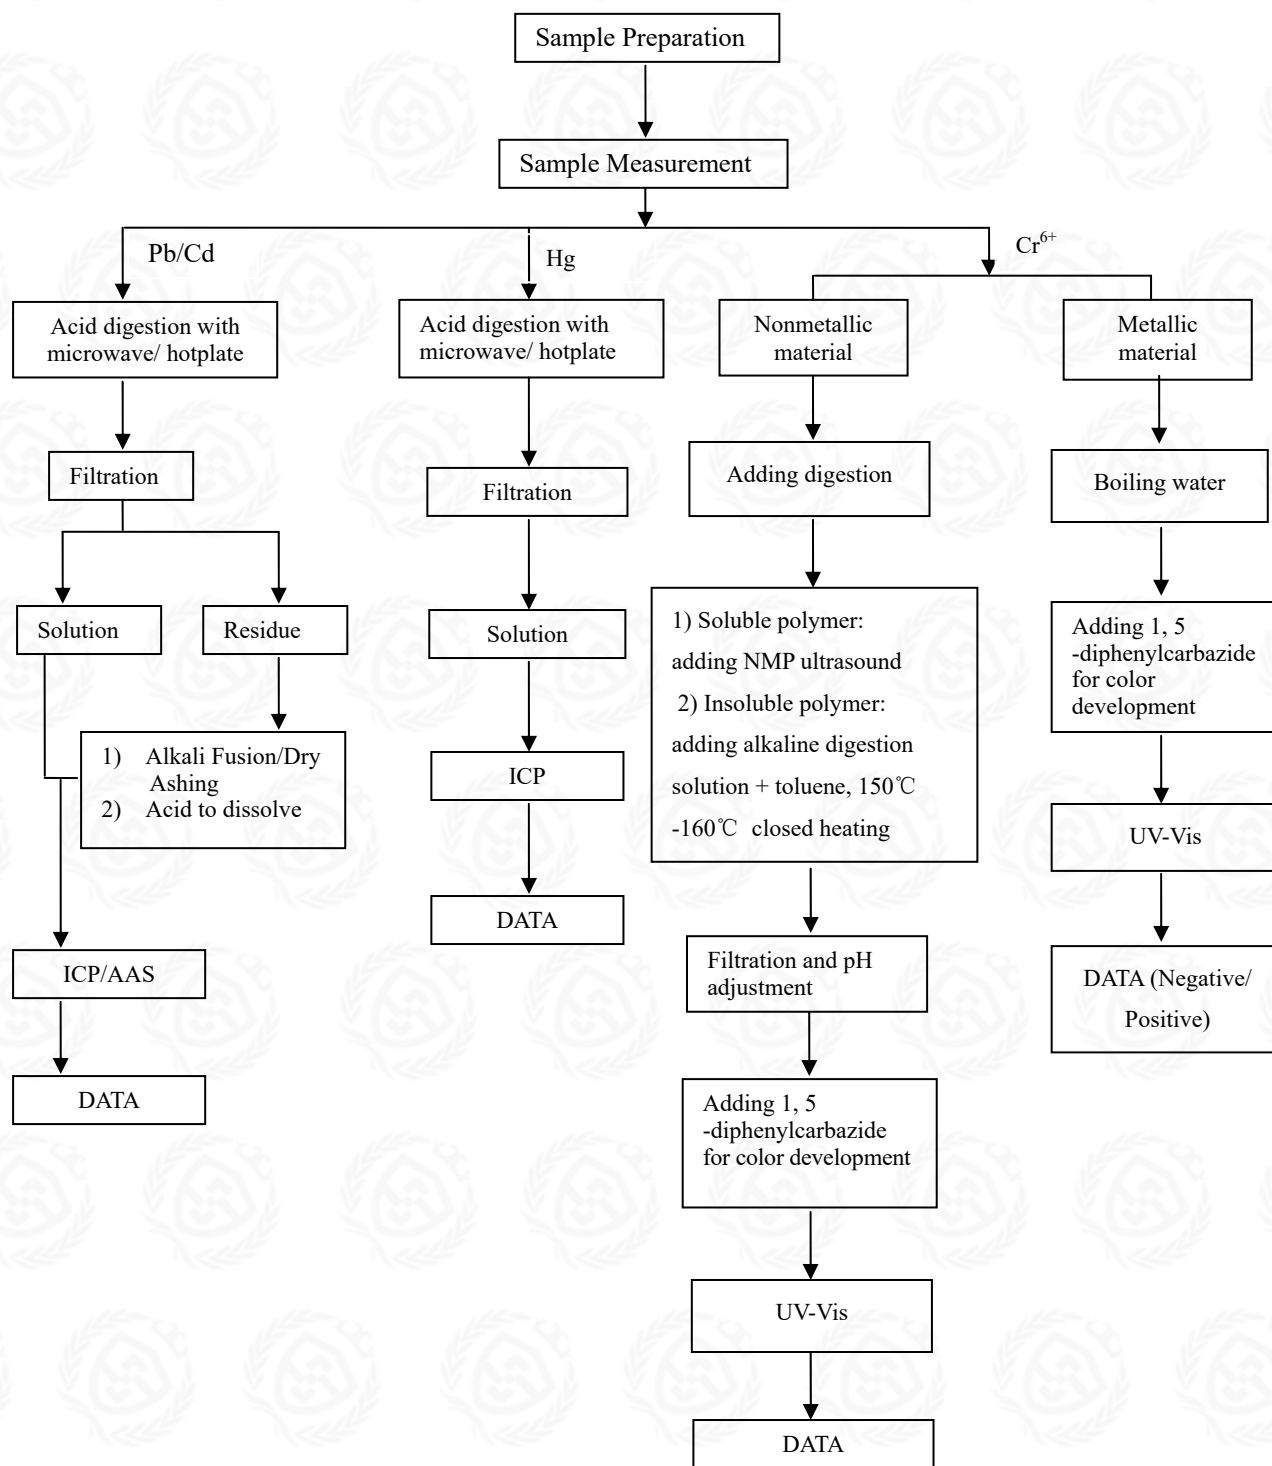 Sample Preparation
Sample Measurement
Pb/Cd
Hg
Cr⁶⁺
Acid digestion with
microwave/ hotplate
Filtration
Solution
Residue
1) Alkali Fusion/Dry
Ashing
2) Acid to dissolve
ICP/AAS
DATA
Acid digestion with
microwave/ hotplate
Filtration
Solution
ICP
DATA
Nonmetallic
material
Adding digestion
1) Soluble polymer:
adding NMP ultrasound
2) Insoluble polymer:
adding alkaline digestion
solution + toluene, 150℃
-160℃ closed heating
Filtration and pH
adjustment
Adding 1, 5
-diphenylcarbazide
for color development
UV-Vis
DATA
Metallic
material
Boiling water
Adding 1, 5
-diphenylcarbazide
for color
development
UV-Vis
DATA (Negative/
Positive)